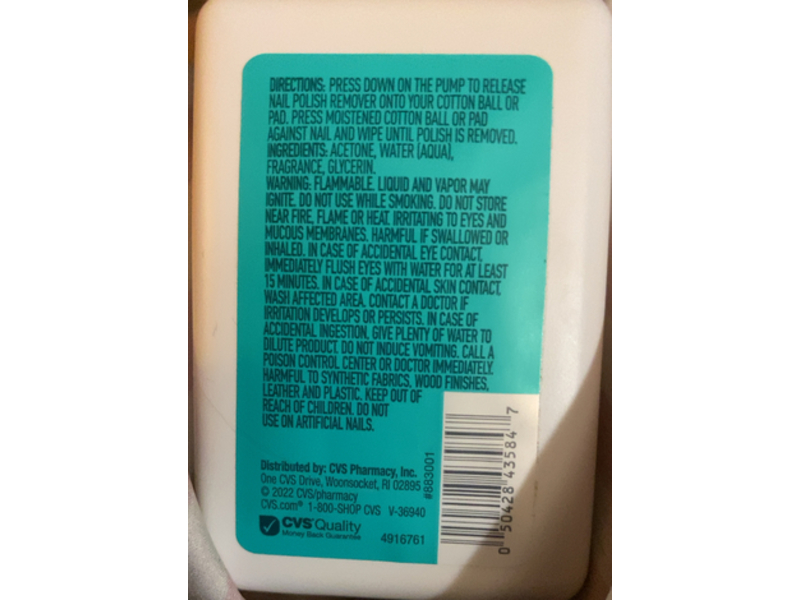 DIRECTIONS: PRESS DOWN ON THE PUMP TO RELEASE
NAIL POLISH REMOVER ONTO YOUR COTTON BALL OR
PAD. PRESS MOISTENED COTTON BALL OR PAD
AGAINST NAIL AND WIPE UNTIL POLISH IS REMOVED.
INGREDIENTS: ACETONE, WATER (AQUA),
FRAGRANCE, GLYCERIN.
WARNING: FLAMMABLE. LIQUID AND VAPOR MAY
IGNITE. DO NOT USE WHILE SMOKING. DO NOT STORE
NEAR FIRE, FLAME OR HEAT. IRRITATING TO EYES AND
MUCOUS MEMBRANES. HARMFUL IF SWALLOWED OR
INHALED. IN CASE OF ACCIDENTAL EYE CONTACT,
IMMEDIATELY FLUSH EYES WITH WATER FOR AT LEAST
15 MINUTES. IN CASE OF ACCIDENTAL SKIN CONTACT,
WASH AFFECTED AREA. CONTACT A DOCTOR IF
IRRITATION DEVELOPS OR PERSISTS. IN CASE OF
ACCIDENTAL INGESTION, GIVE PLENTY OF WATER TO
DILUTE PRODUCT. DO NOT INDUCE VOMITING. CALL A
POISON CONTROL CENTER OR DOCTOR IMMEDIATELY.
HARMFUL TO SYNTHETIC FABRICS, WOOD FINISHES,
LEATHER AND PLASTIC. KEEP OUT OF
REACH OF CHILDREN. DO NOT
USE ON ARTIFICIAL NAILS.
Distributed by: CVS Pharmacy, Inc.
One CVS Drive, Woonsocket, RI 02895
© 2022 CVS/pharmacy
CVS.com® 1-800-SHOP CVS V-36940
CVS Quality
Money Back Guarantee
4916761
#883001
0 50428 43584 7